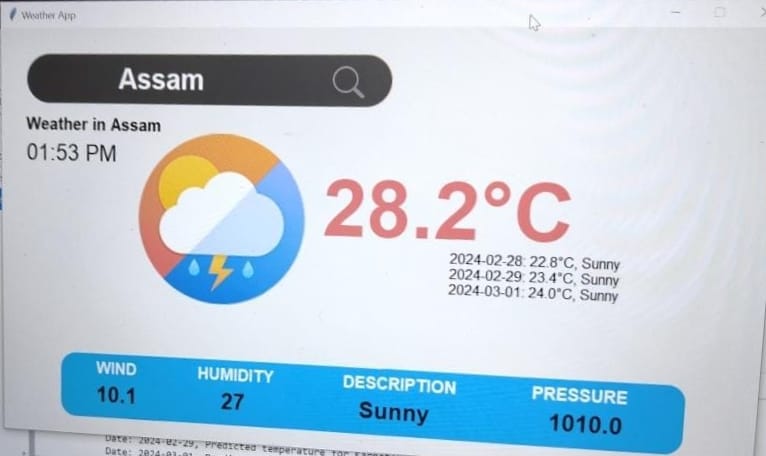 Weather App
Assam
Weather in Assam
01:53 PM
28.2°C
2024-02-28: 22.8°C, Sunny
2024-02-29: 23.4°C, Sunny
2024-03-01: 24.0°C, Sunny
WIND HUMIDITY DESCRIPTION PRESSURE
10.1 27 Sunny 1010.0
Date: 2024-02-29, Predicted temperature for
Date: 2024-03-01,